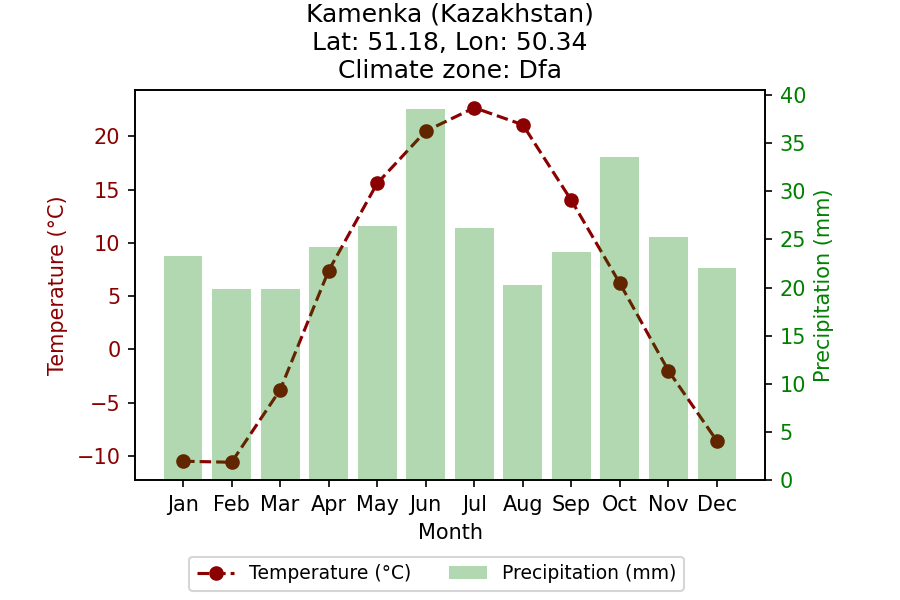 Kamenka (Kazakhstan)
Lat: 51.18, Lon: 50.34
Climate zone: Dfa
Temperature (°C)
20
15
10
5
0
−5
−10
40
35
30
25
20
15
10
5
0
Precipitation (mm)
Jan Feb Mar Apr May Jun Jul Aug Sep Oct Nov Dec
Month
Temperature (°C) Precipitation (mm)